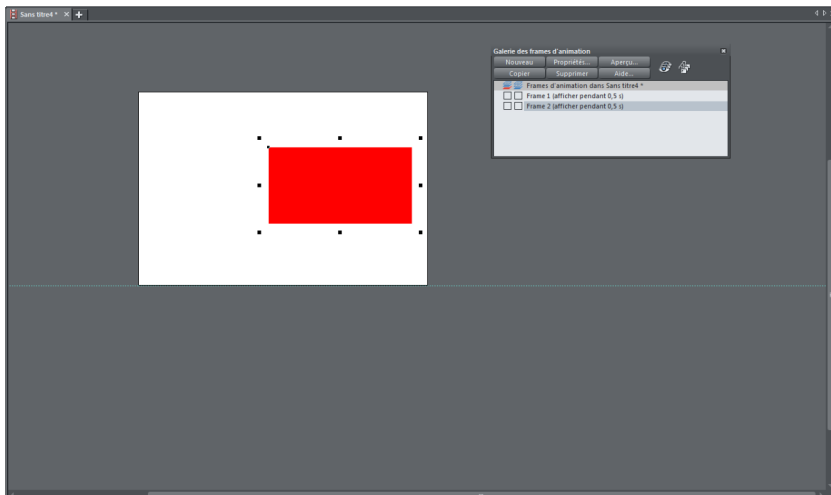 Sans titre4 *
Galerie des frames d'animation
Nouveau Propriétés... Aperçu...
Copier Supprimer Aide...
Frames d'animation dans Sans titre4 *
Frame 1 (afficher pendant 0,5 s)
Frame 2 (afficher pendant 0,5 s)